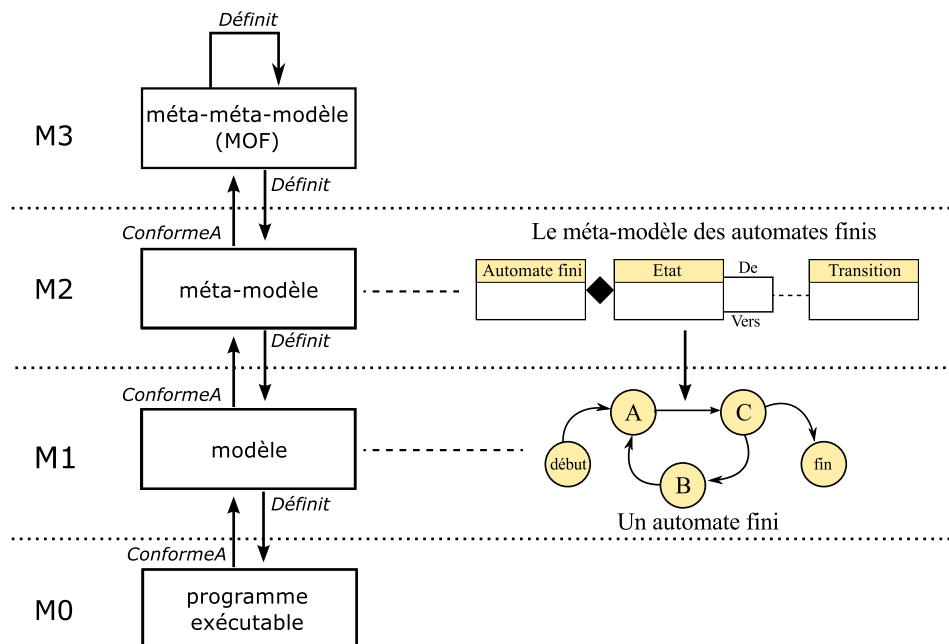 Définit
M3
méta-méta-modèle
(MOF)
Définit
ConformeA
Le méta-modèle des automates finis
M2
méta-modèle
Automate fini
Etat
De
Vers
Transition
Définit
ConformeA
M1
modèle
A
C
début
B
fin
Un automate fini
Définit
ConformeA
M0
programme
exécutable